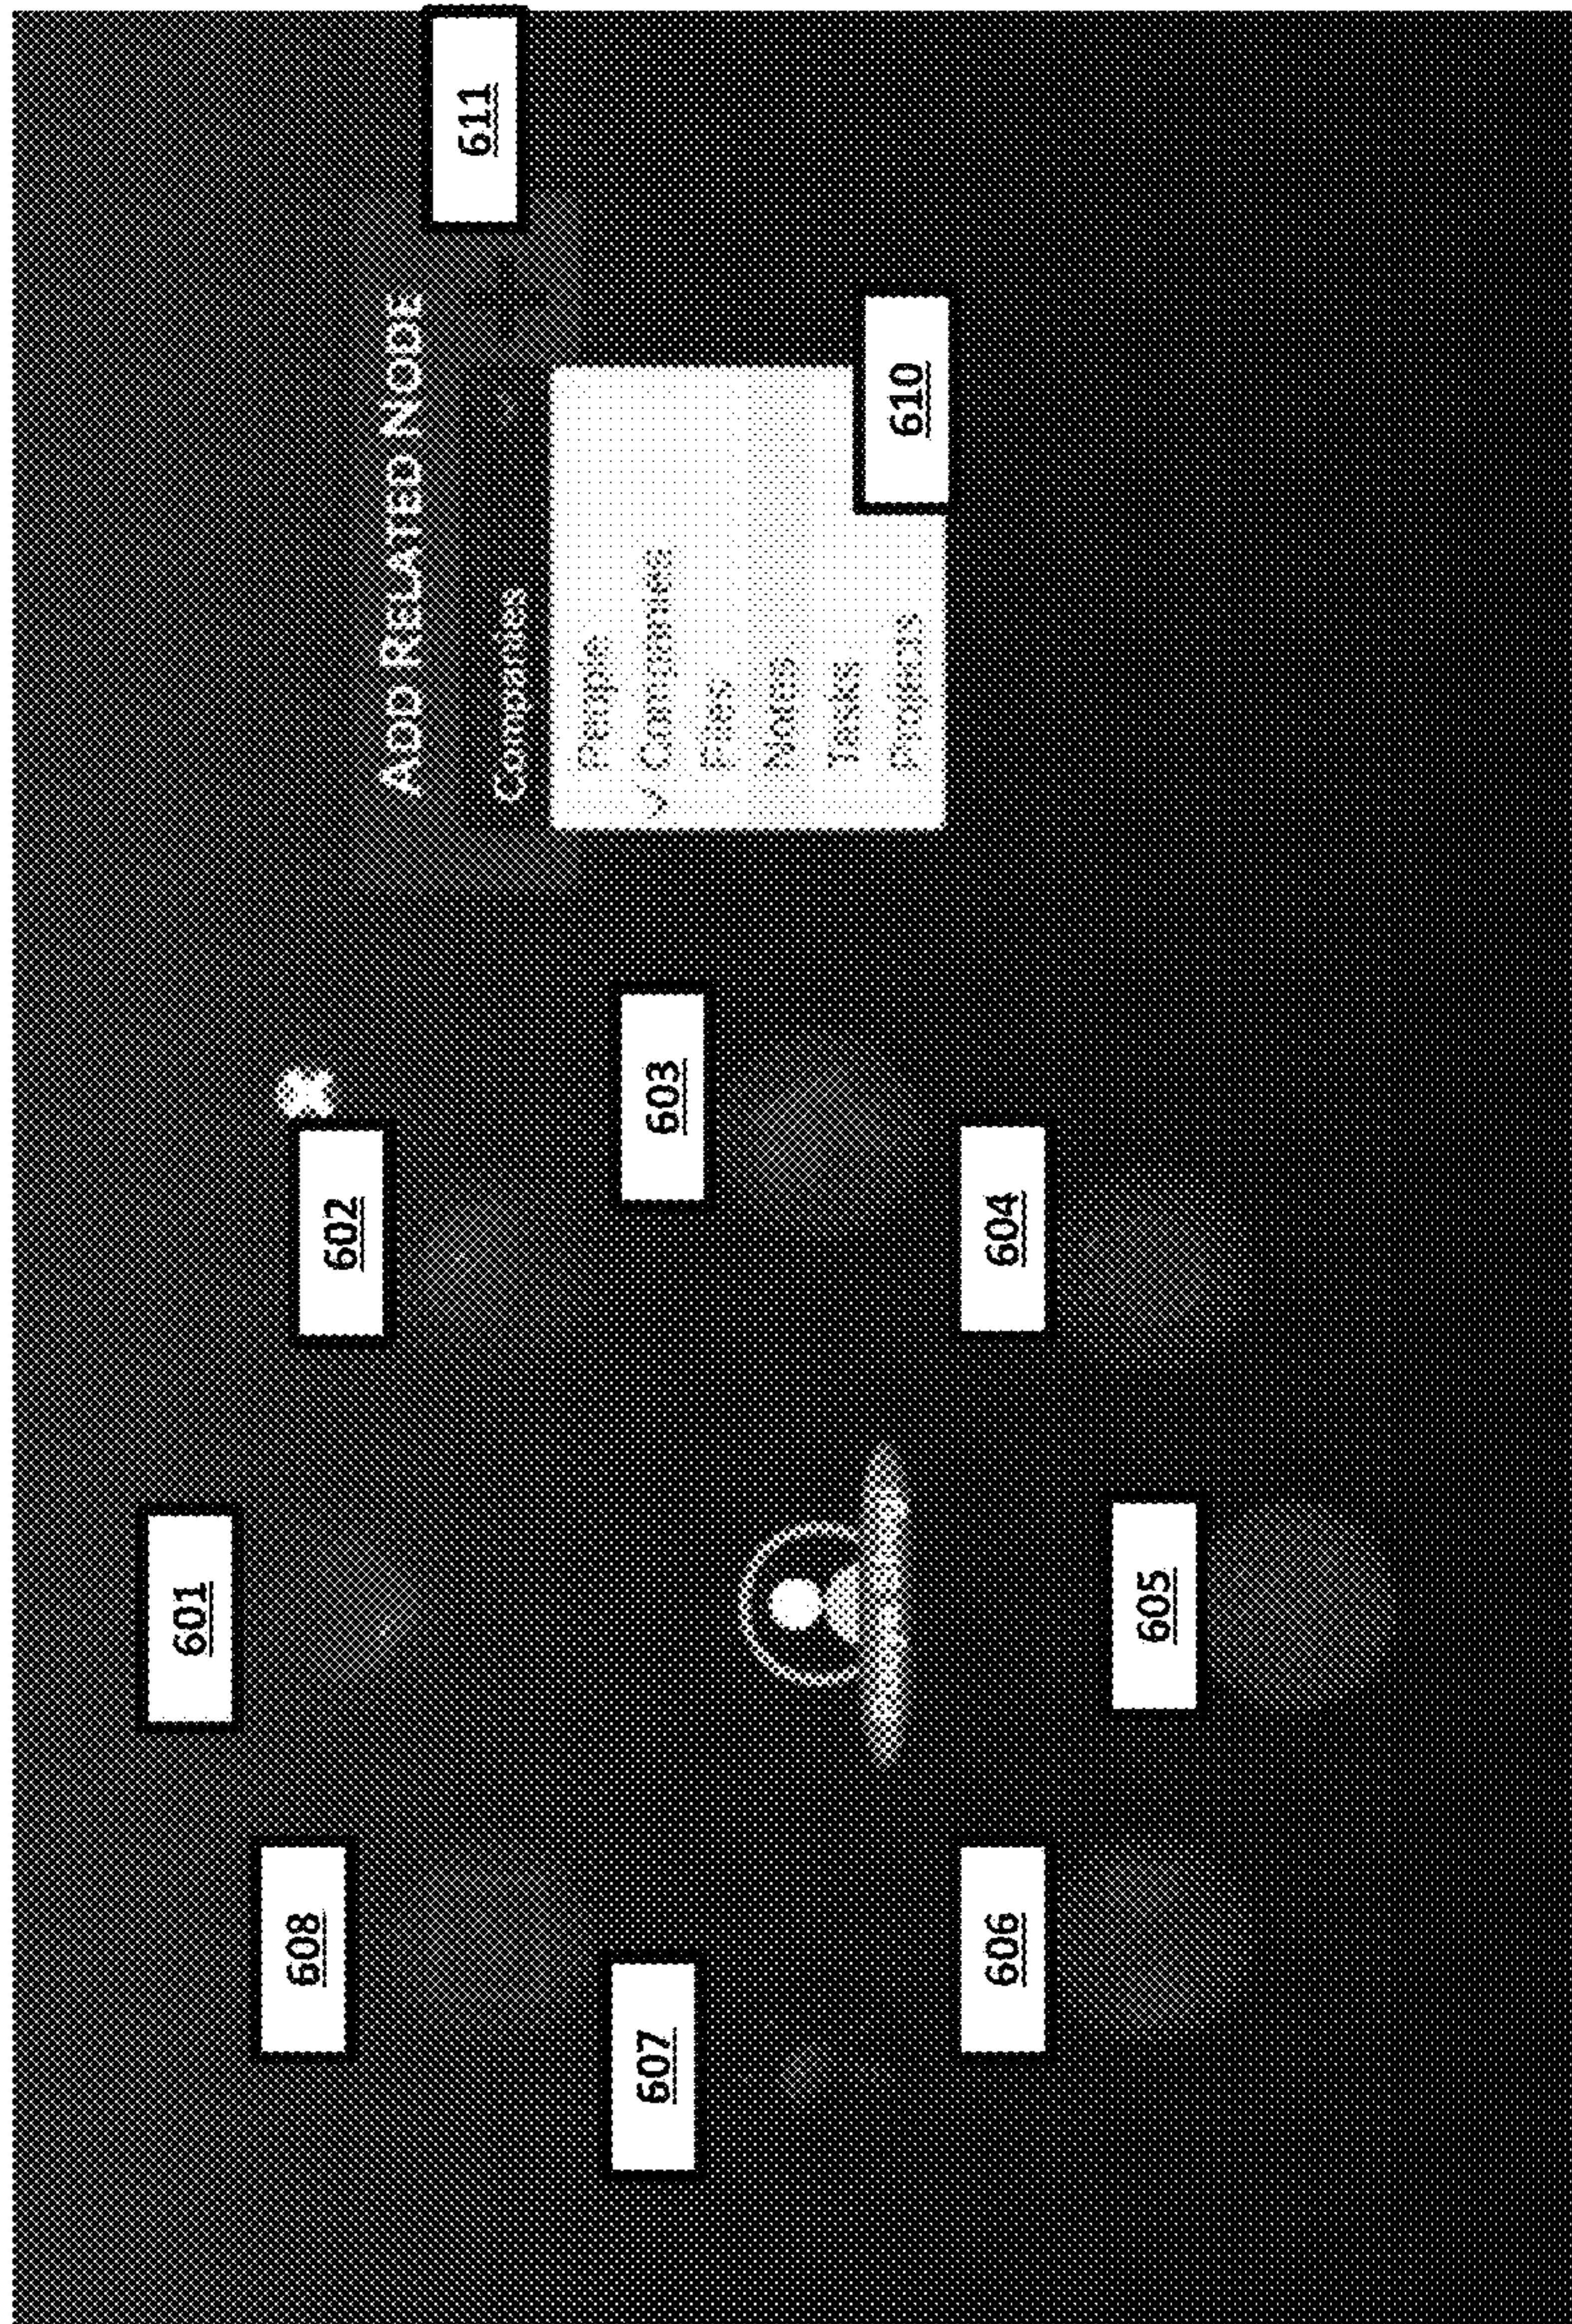 611
ADD RELATED NODE
Companies
People
✓ Companies
Files
Notes
Tasks
Projects
610
601
602
603
604
605
606
607
608